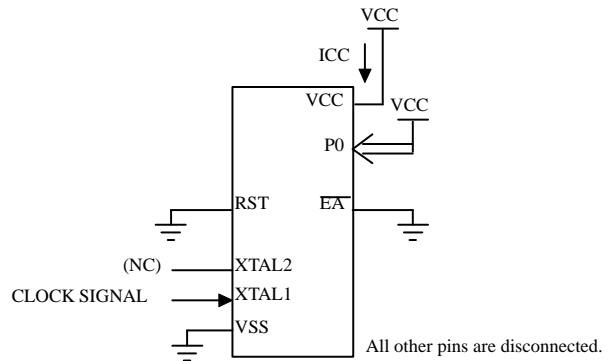 VCC
ICC
VCC
VCC
P0
RST
EA
(NC)
XTAL2
CLOCK SIGNAL
XTAL1
VSS
All other pins are disconnected.